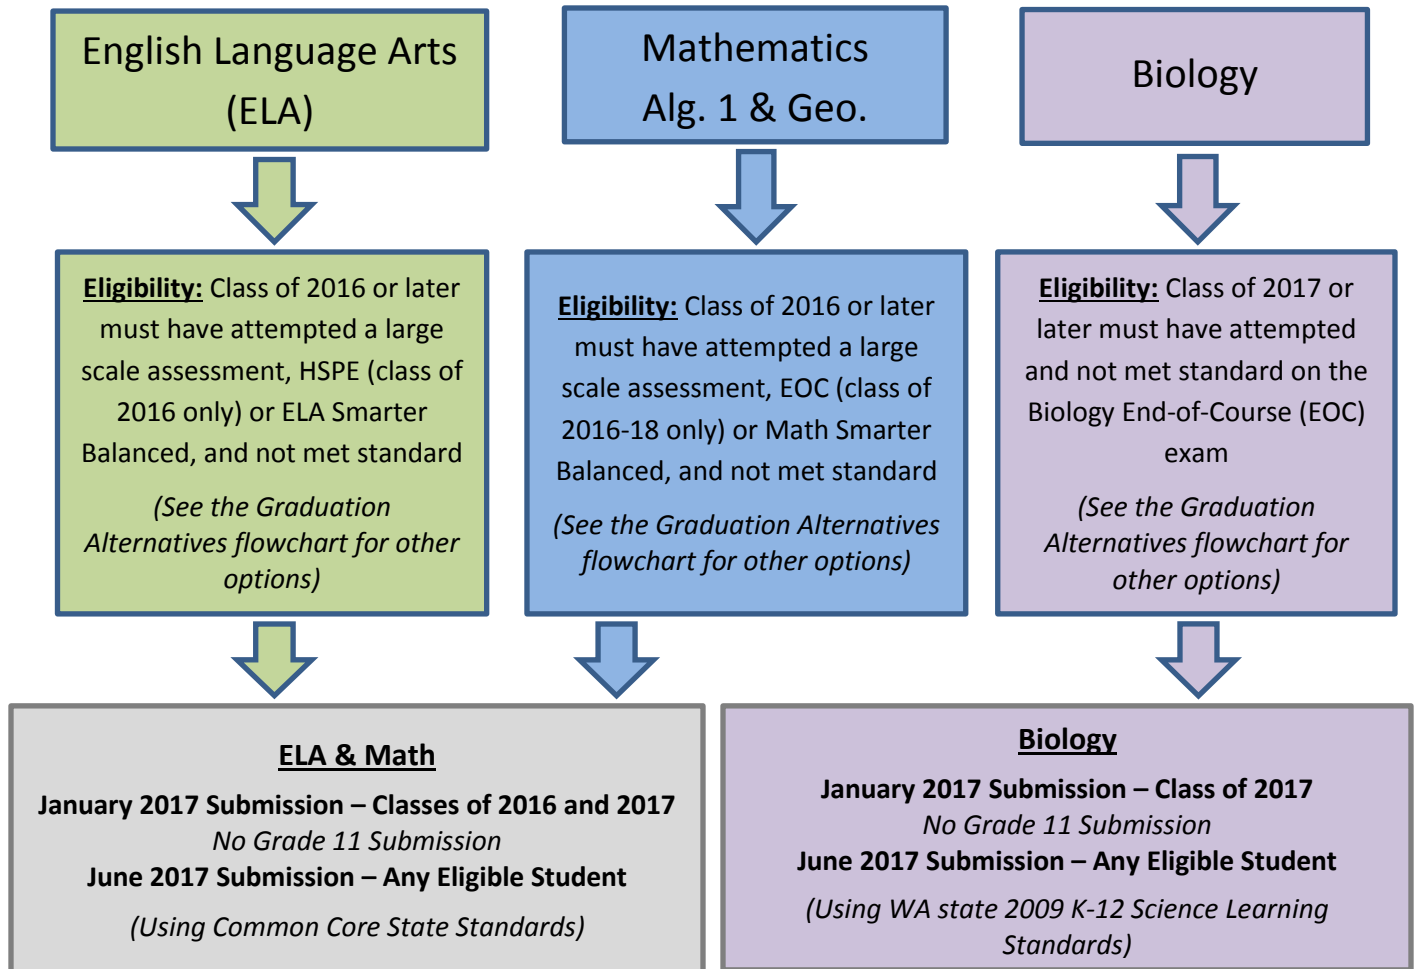 English Language Arts
(ELA)
Mathematics
Alg. 1 & Geo.
Biology
Eligibility: Class of 2016 or later
must have attempted a large
scale assessment, HSPE (class of
2016 only) or ELA Smarter
Balanced, and not met standard
(See the Graduation
Alternatives flowchart for other
options)
Eligibility: Class of 2016 or later
must have attempted a large
scale assessment, EOC (class of
2016-18 only) or Math Smarter
Balanced, and not met standard
(See the Graduation Alternatives
flowchart for other options)
Eligibility: Class of 2017 or
later must have attempted
and not met standard on the
Biology End-of-Course (EOC)
exam
(See the Graduation
Alternatives flowchart for
other options)
ELA & Math
January 2017 Submission – Classes of 2016 and 2017
No Grade 11 Submission
June 2017 Submission – Any Eligible Student
(Using Common Core State Standards)
Biology
January 2017 Submission – Class of 2017
No Grade 11 Submission
June 2017 Submission – Any Eligible Student
(Using WA state 2009 K-12 Science Learning
Standards)